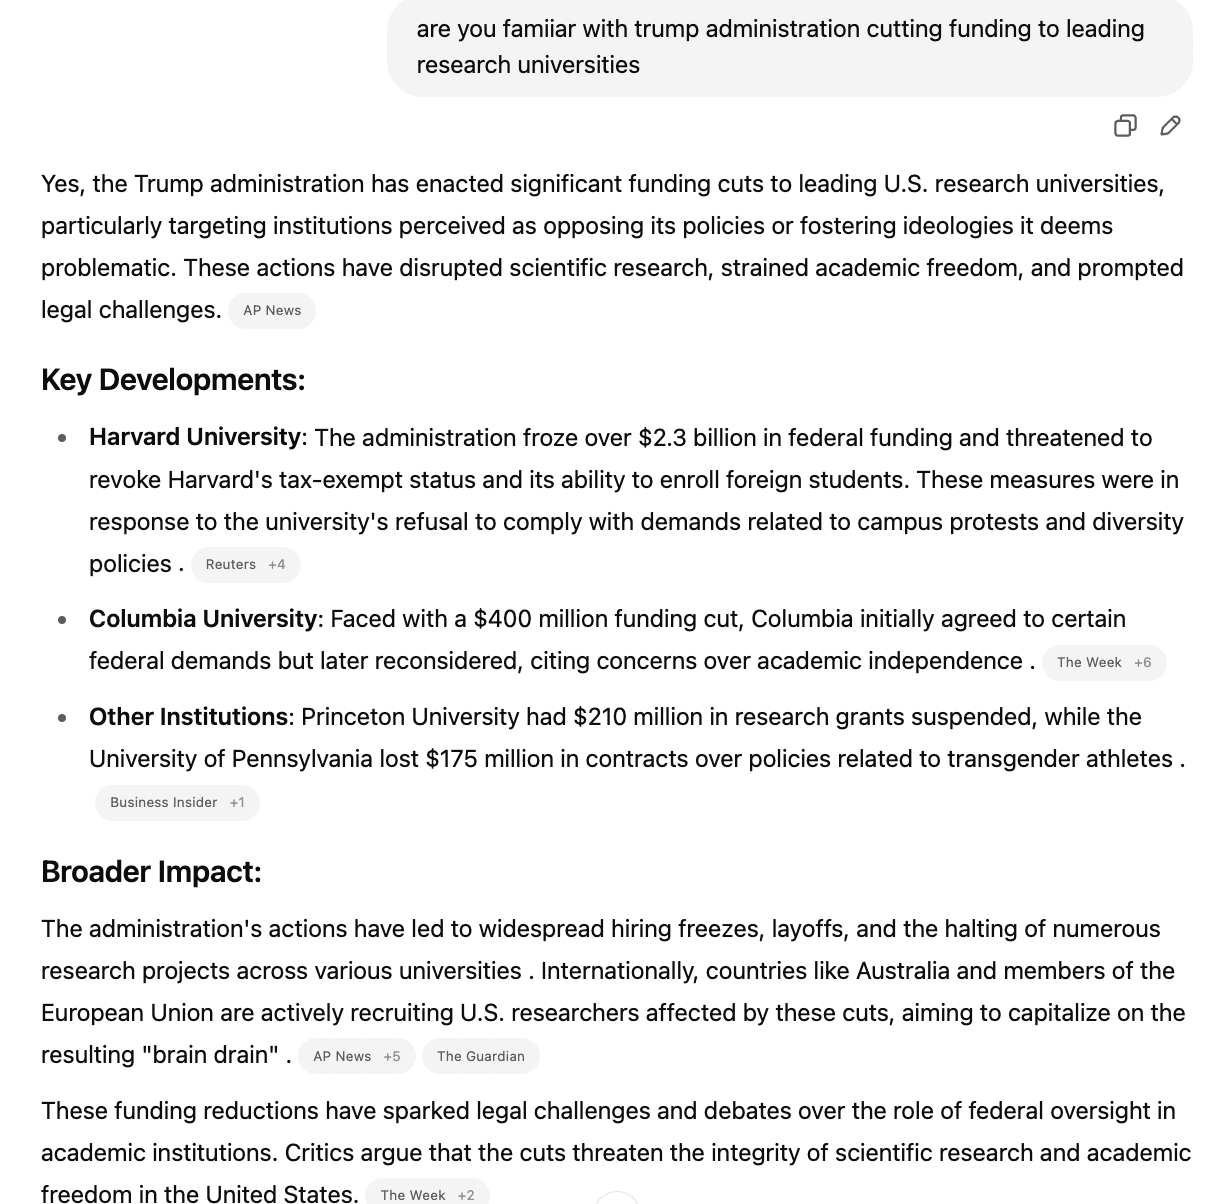 are you famiiar with trump administration cutting funding to leading
research universities
Yes, the Trump administration has enacted significant funding cuts to leading U.S. research universities,
particularly targeting institutions perceived as opposing its policies or fostering ideologies it deems
problematic. These actions have disrupted scientific research, strained academic freedom, and prompted
legal challenges. AP News
Key Developments:
• Harvard University: The administration froze over $2.3 billion in federal funding and threatened to
revoke Harvard's tax-exempt status and its ability to enroll foreign students. These measures were in
response to the university's refusal to comply with demands related to campus protests and diversity
policies . Reuters +4
• Columbia University: Faced with a $400 million funding cut, Columbia initially agreed to certain
federal demands but later reconsidered, citing concerns over academic independence . The Week +6
• Other Institutions: Princeton University had $210 million in research grants suspended, while the
University of Pennsylvania lost $175 million in contracts over policies related to transgender athletes .
Business Insider +1
Broader Impact:
The administration's actions have led to widespread hiring freezes, layoffs, and the halting of numerous
research projects across various universities . Internationally, countries like Australia and members of the
European Union are actively recruiting U.S. researchers affected by these cuts, aiming to capitalize on the
resulting "brain drain" . AP News +5 The Guardian
These funding reductions have sparked legal challenges and debates over the role of federal oversight in
academic institutions. Critics argue that the cuts threaten the integrity of scientific research and academic
freedom in the United States. The Week +2